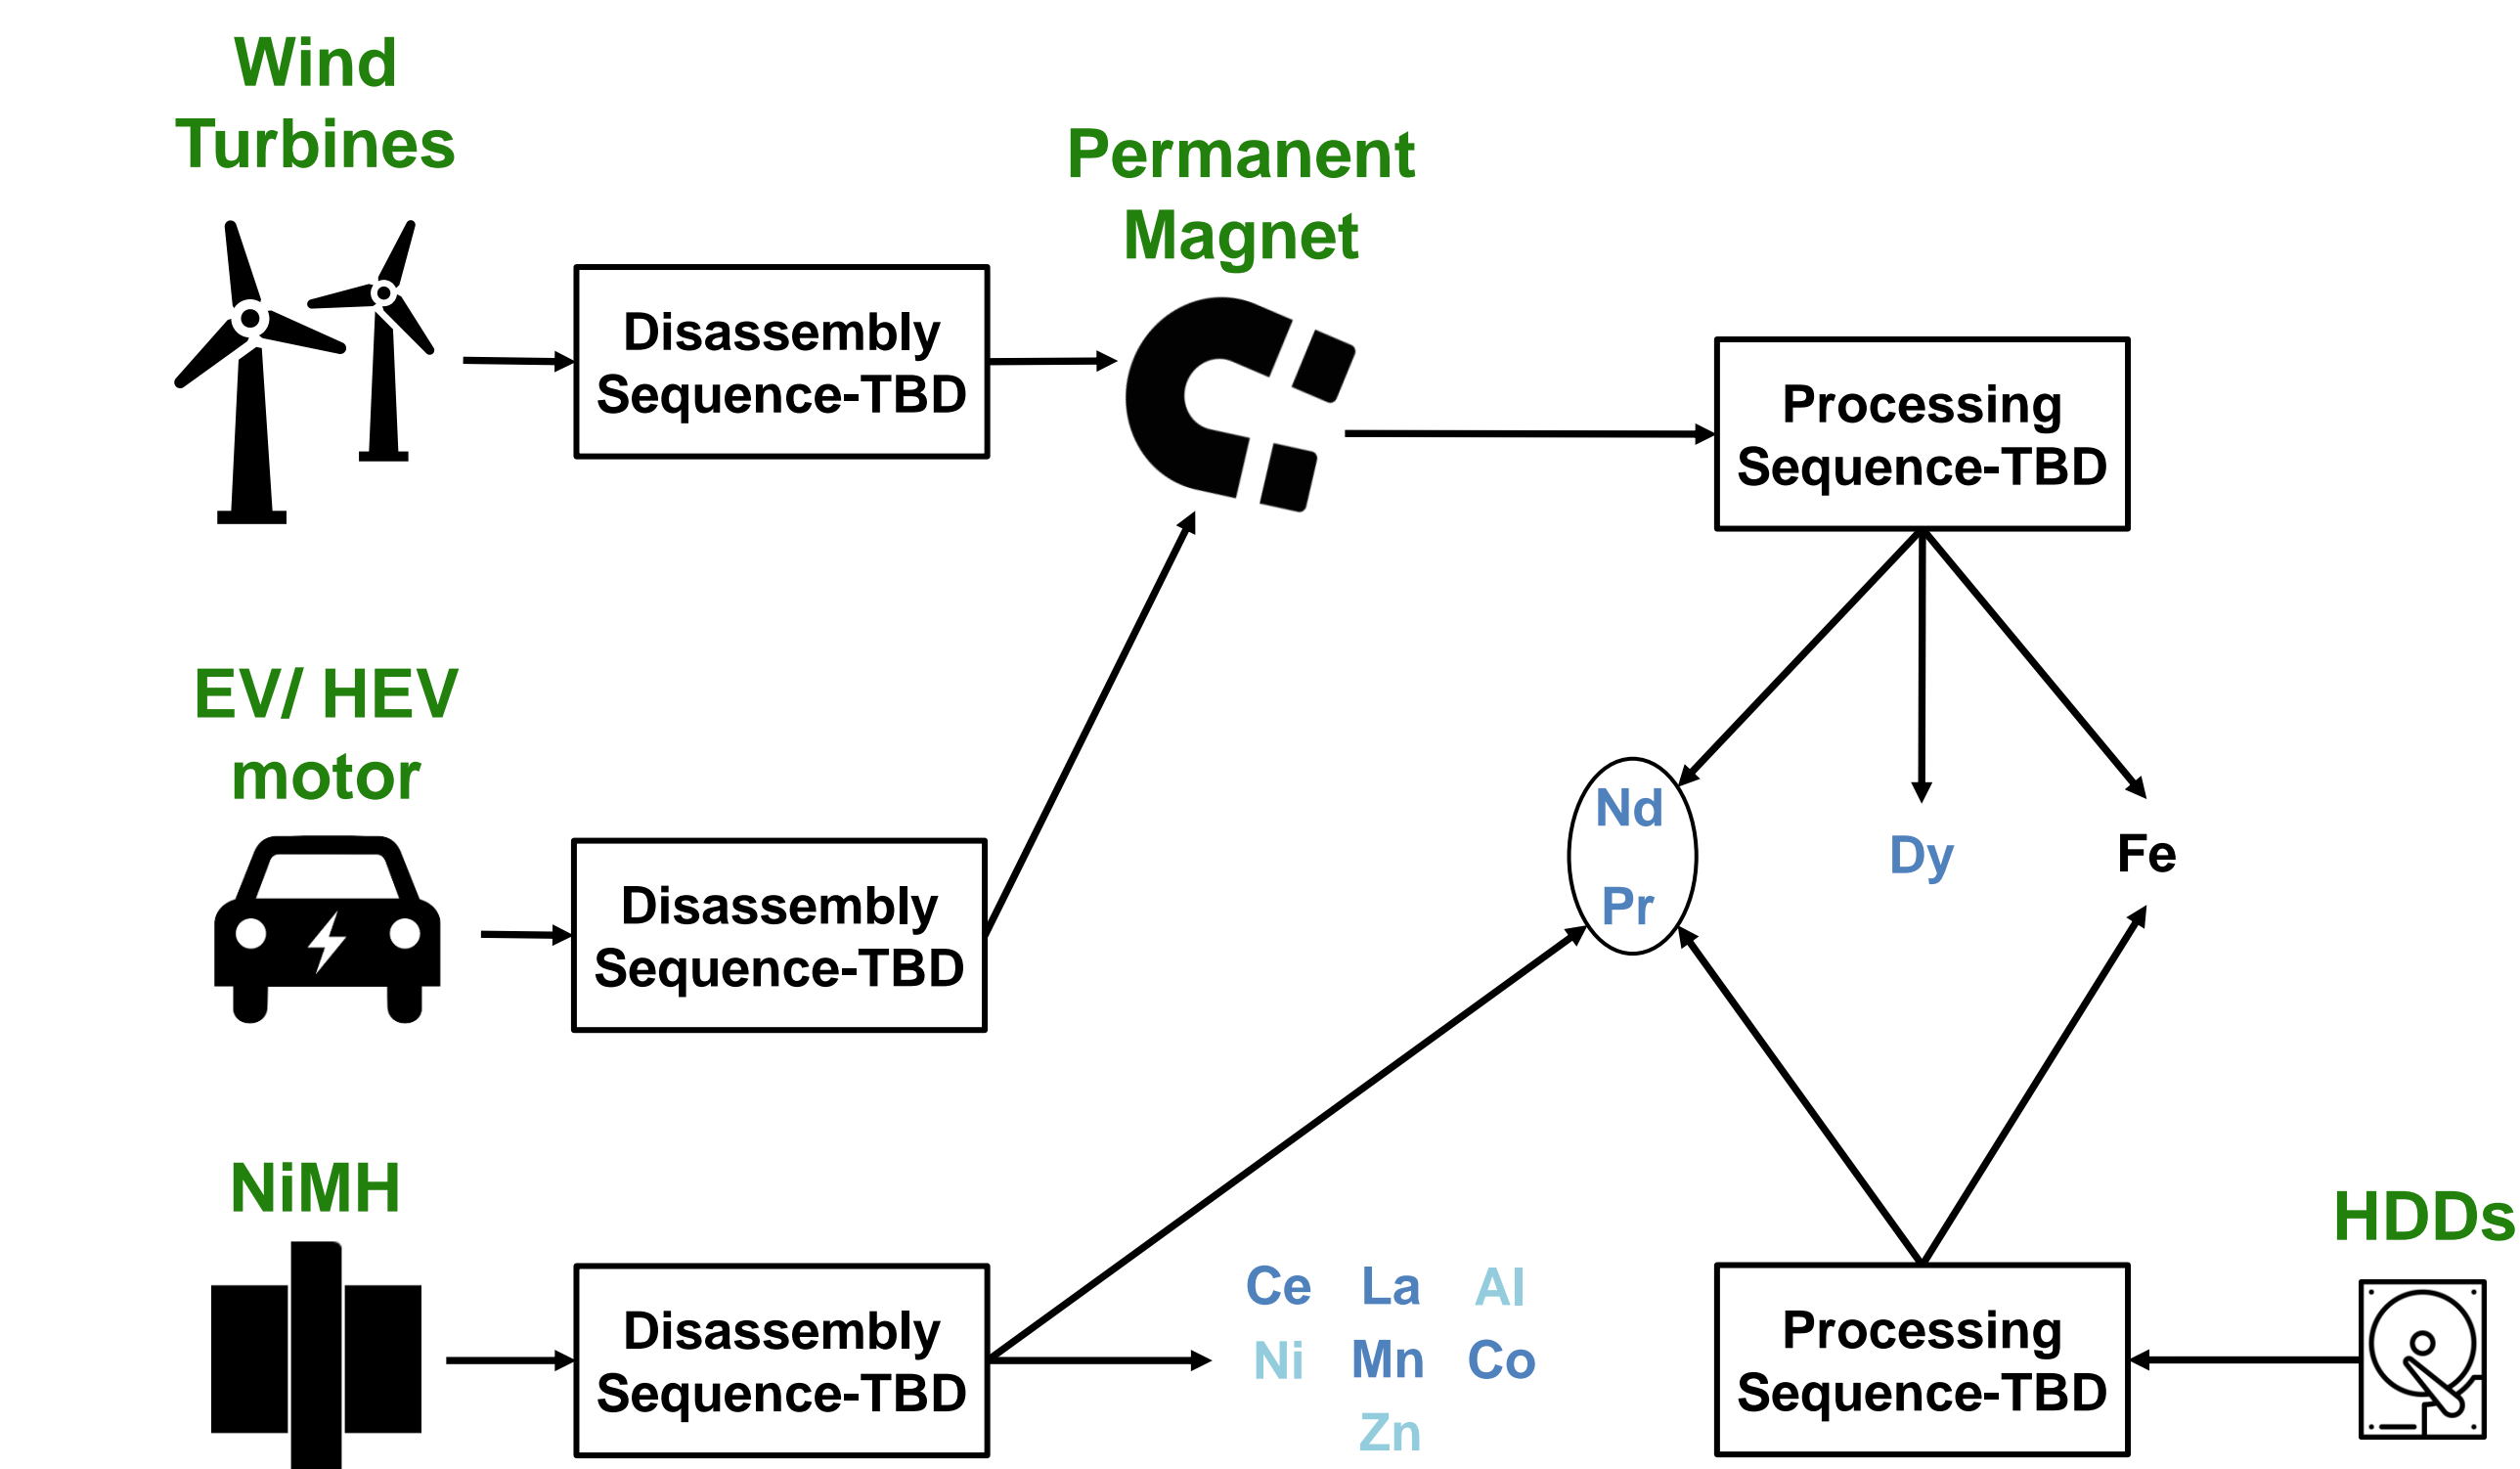 Wind
Turbines
Permanent
Magnet
Disassembly
Sequence-TBD
Processing
Sequence-TBD
EV/ HEV
motor
Disassembly
Sequence-TBD
Nd
Pr
Dy
Fe
NiMH
HDDs
Disassembly
Sequence-TBD
Ce La Al
Ni Mn Co
Zn
Processing
Sequence-TBD